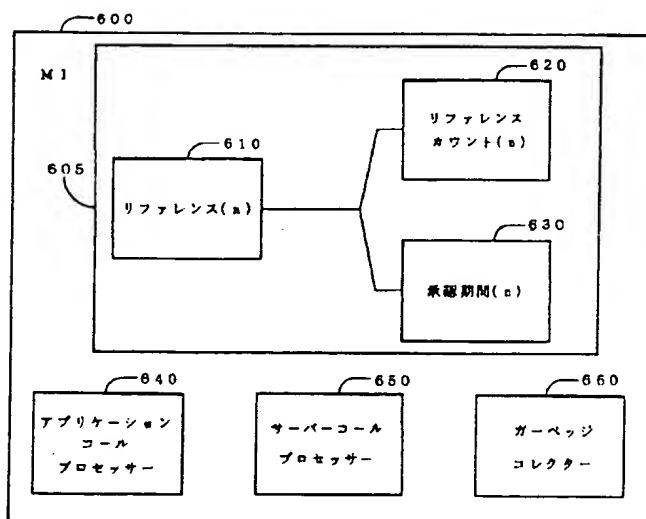 600
M1
620
リファレンス
カウント(n)
610
605
リファレンス(n)
630
承認期間(n)
640
アプリケーション
コール
プロセッサー
650
サーバーコール
プロセッサー
660
ガーベッジ
コレクター